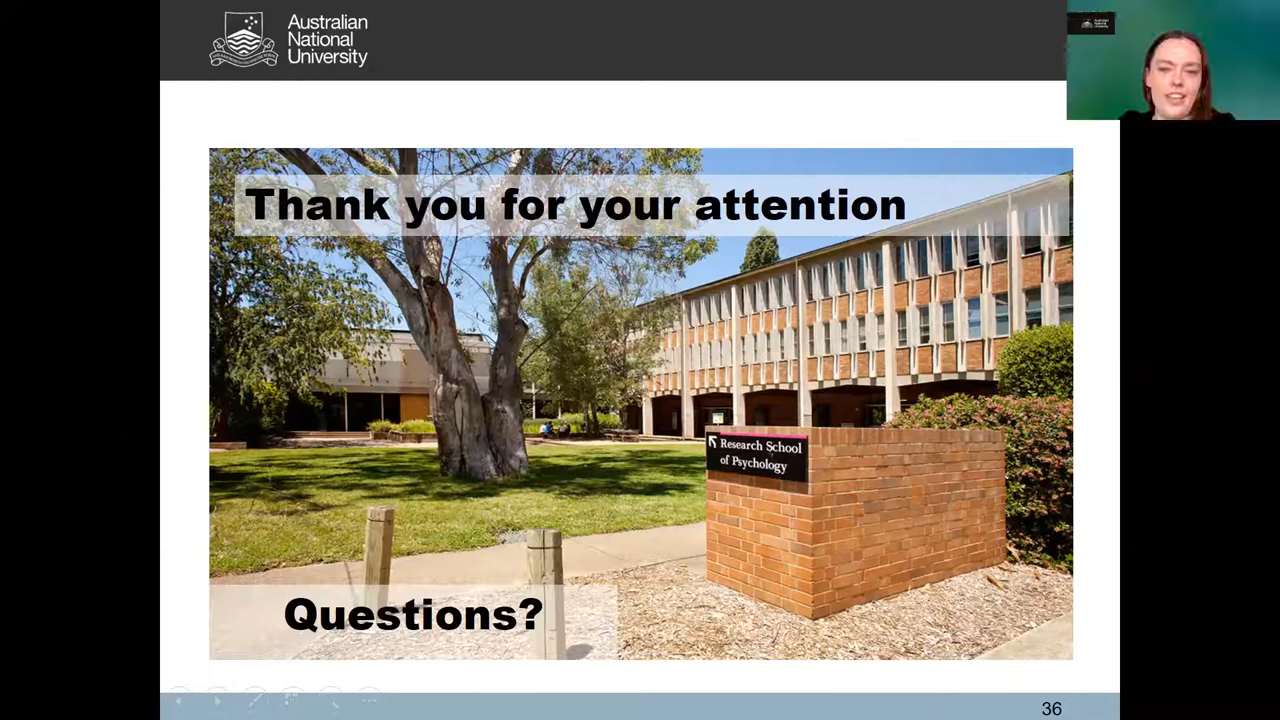 Australian
National
University
Thank you for your attention
Research School
of Psychology
Questions?
36